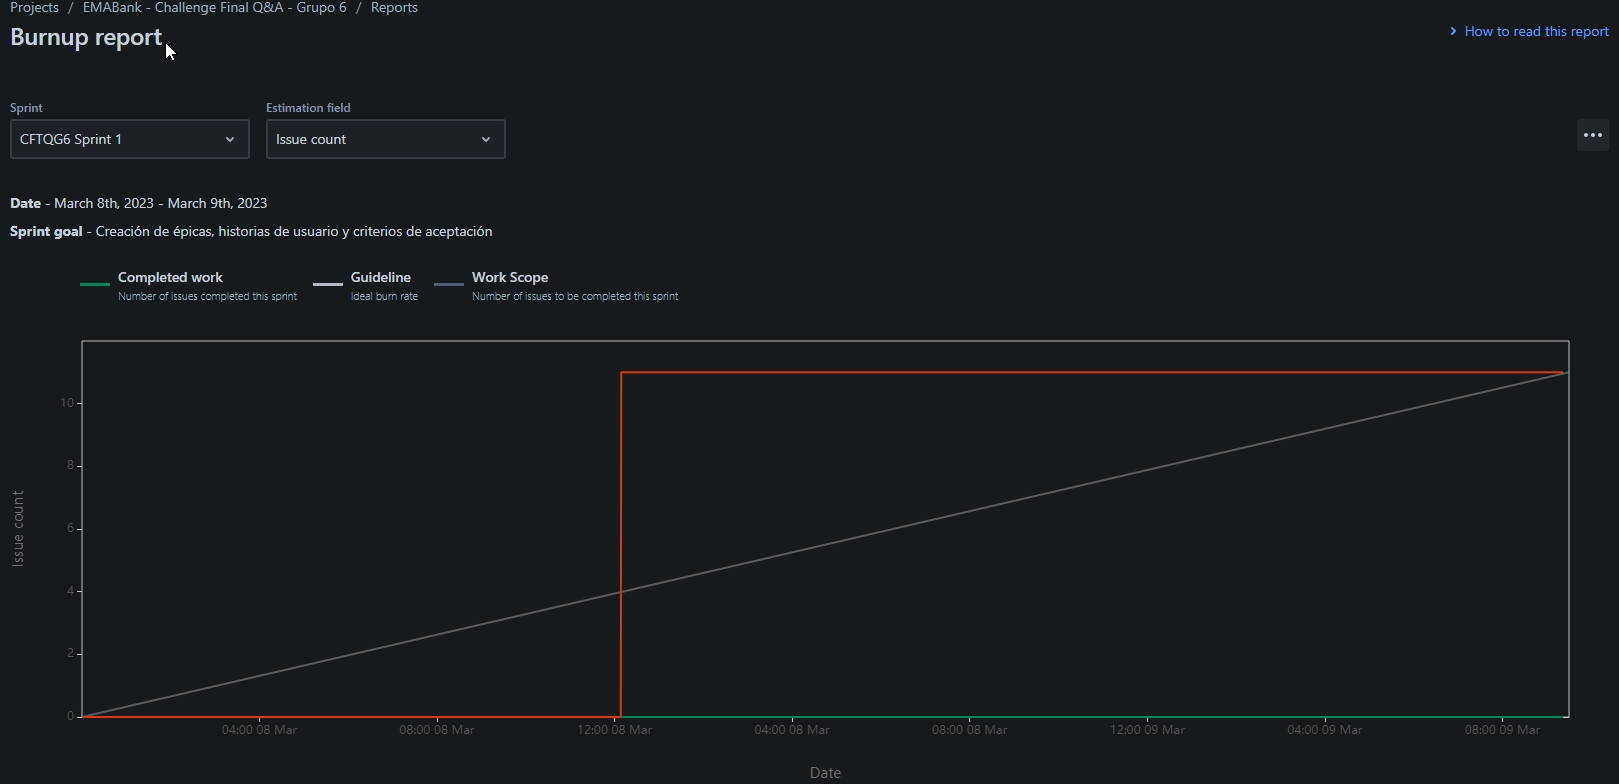 Projects / EMABank - Challenge Final Q&A - Grupo 6 / Reports
Burnup report
How to read this report
Sprint
Estimation field
CFTQG6 Sprint 1
Issue count
Date - March 8th, 2023 - March 9th, 2023
Sprint goal - Creación de épicas, historias de usuario y criterios de aceptación
Completed work
Number of issues completed this sprint
Guideline
Ideal burn rate
Work Scope
Number of issues to be completed this sprint
10
8
6
4
2
0
Issue count
04:00 08 Mar
08:00 08 Mar
12:00 08 Mar
04:00 08 Mar
08:00 08 Mar
12:00 09 Mar
04:00 09 Mar
08:00 09 Mar
Date